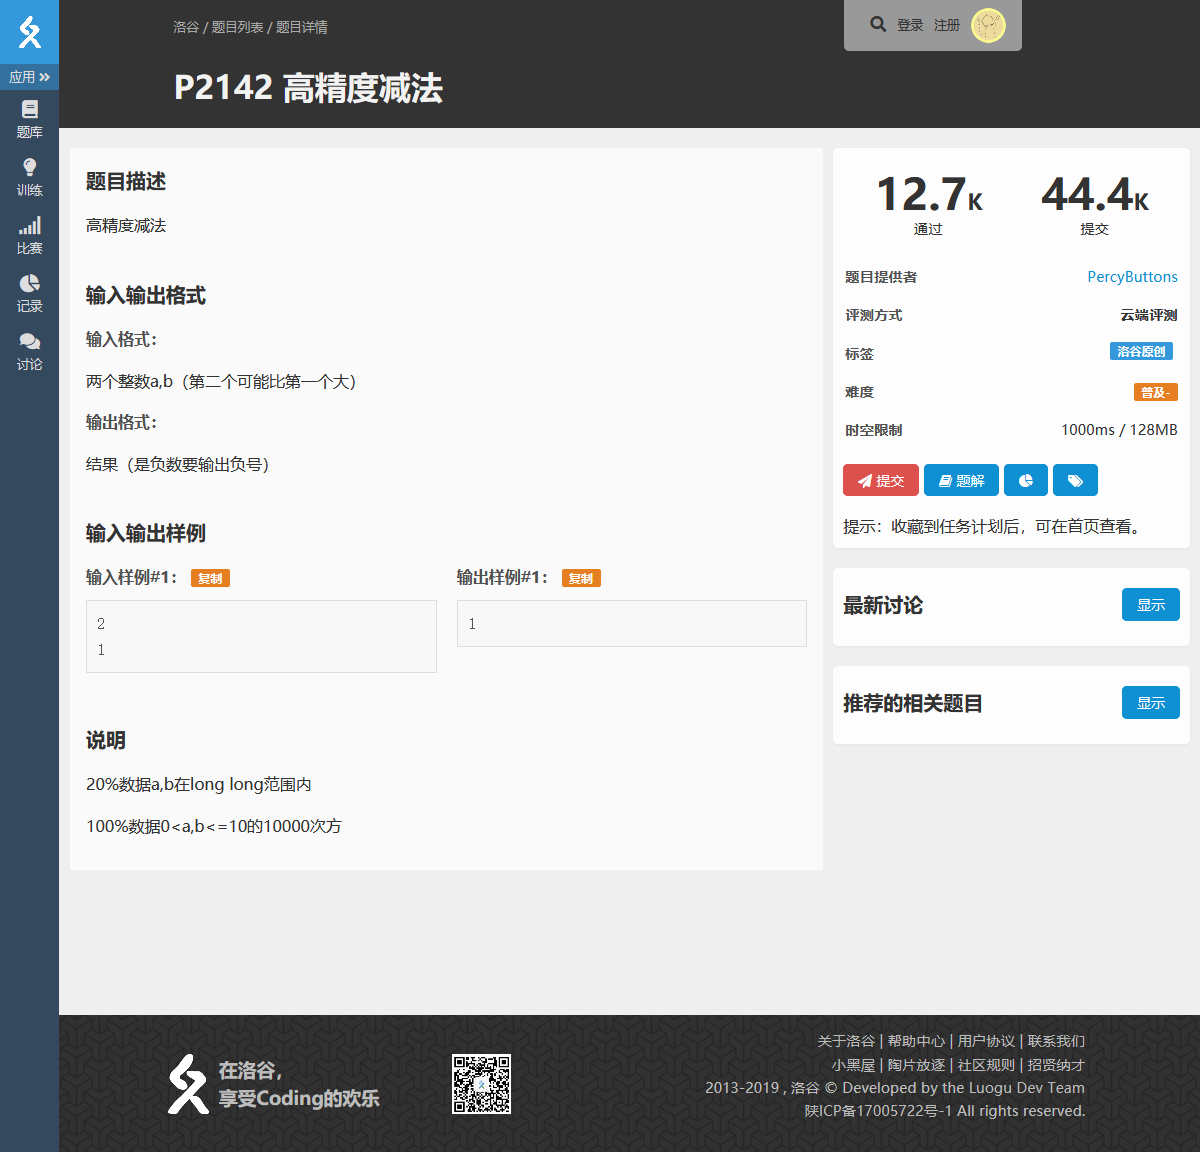 洛谷 / 题目列表 / 题目详情
登录 注册
P2142 高精度减法
应用
题库
训练
比赛
记录
讨论
题目描述
高精度减法
输入输出格式
输入格式：
两个整数a,b（第二个可能比第一个大）
输出格式：
结果（是负数要输出负号）
输入输出样例
输入样例#1： 复制
2
1
输出样例#1： 复制
1
说明
20%数据a,b在long long范围内
100%数据0<a,b<=10的10000次方
12.7K 44.4K
通过 提交
题目提供者 PercyButtons
评测方式 云端评测
标签 洛谷原创
难度 普及-
时空限制 1000ms / 128MB
提交 题解
提示：收藏到任务计划后，可在首页查看。
最新讨论 显示
推荐的相关题目 显示
在洛谷，
享受Coding的欢乐
关于洛谷 | 帮助中心 | 用户协议 | 联系我们
小黑屋 | 陶片放逐 | 社区规则 | 招贤纳才
2013-2019 , 洛谷 © Developed by the Luogu Dev Team
陕ICP备17005722号-1 All rights reserved.